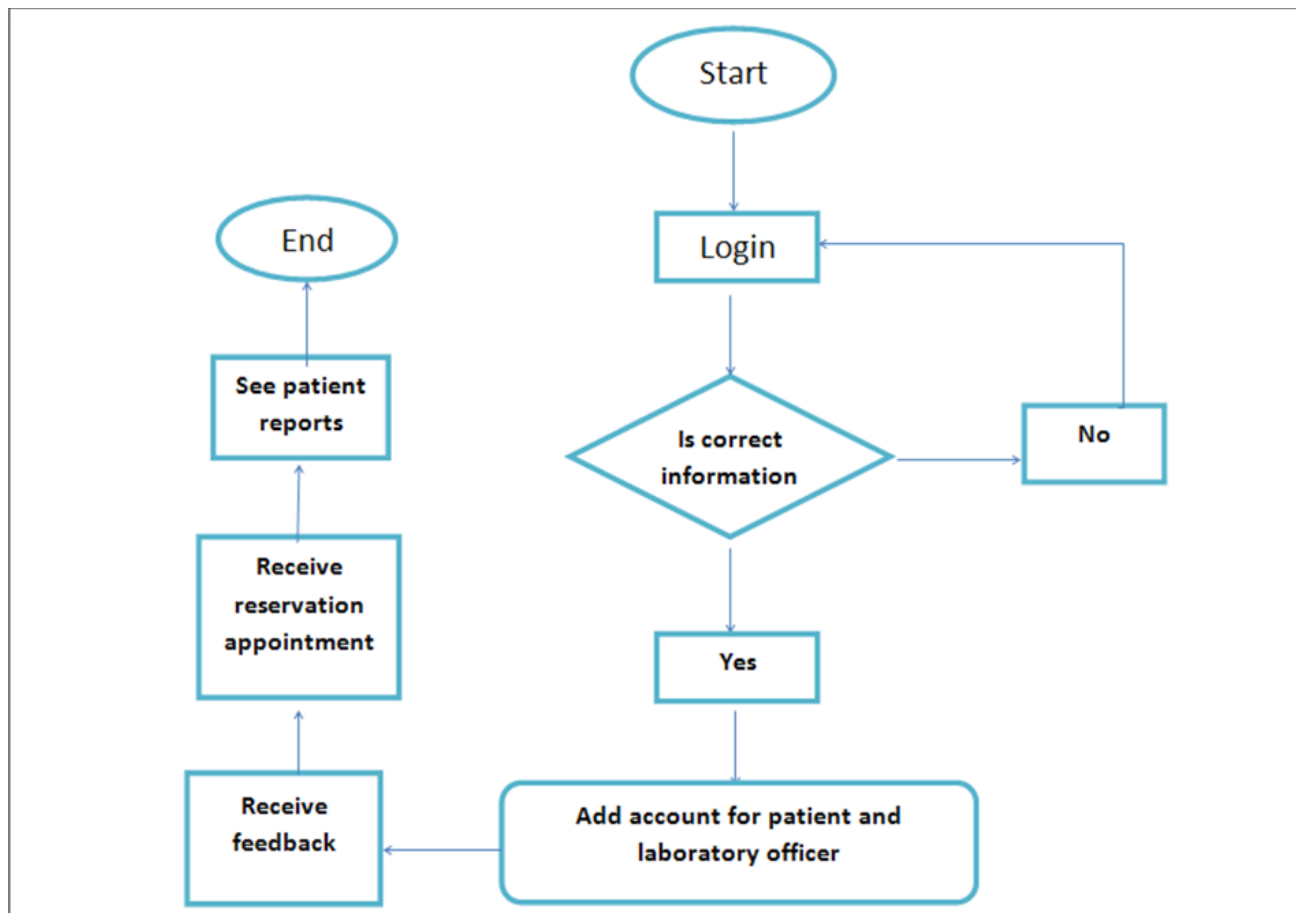 Start
Login
Is correct
information
No
Yes
Add account for patient and
laboratory officer
Receive
feedback
Receive
reservation
appointment
See patient
reports
End